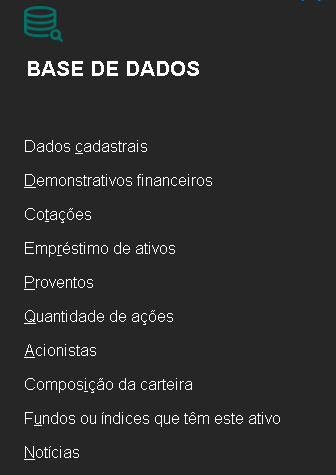 BASE DE DADOS
Dados cadastrais
Demonstrativos financeiros
Cotações
Empréstimo de ativos
Proventos
Quantidade de ações
Acionistas
Composição da carteira
Fundos ou índices que têm este ativo
Notícias